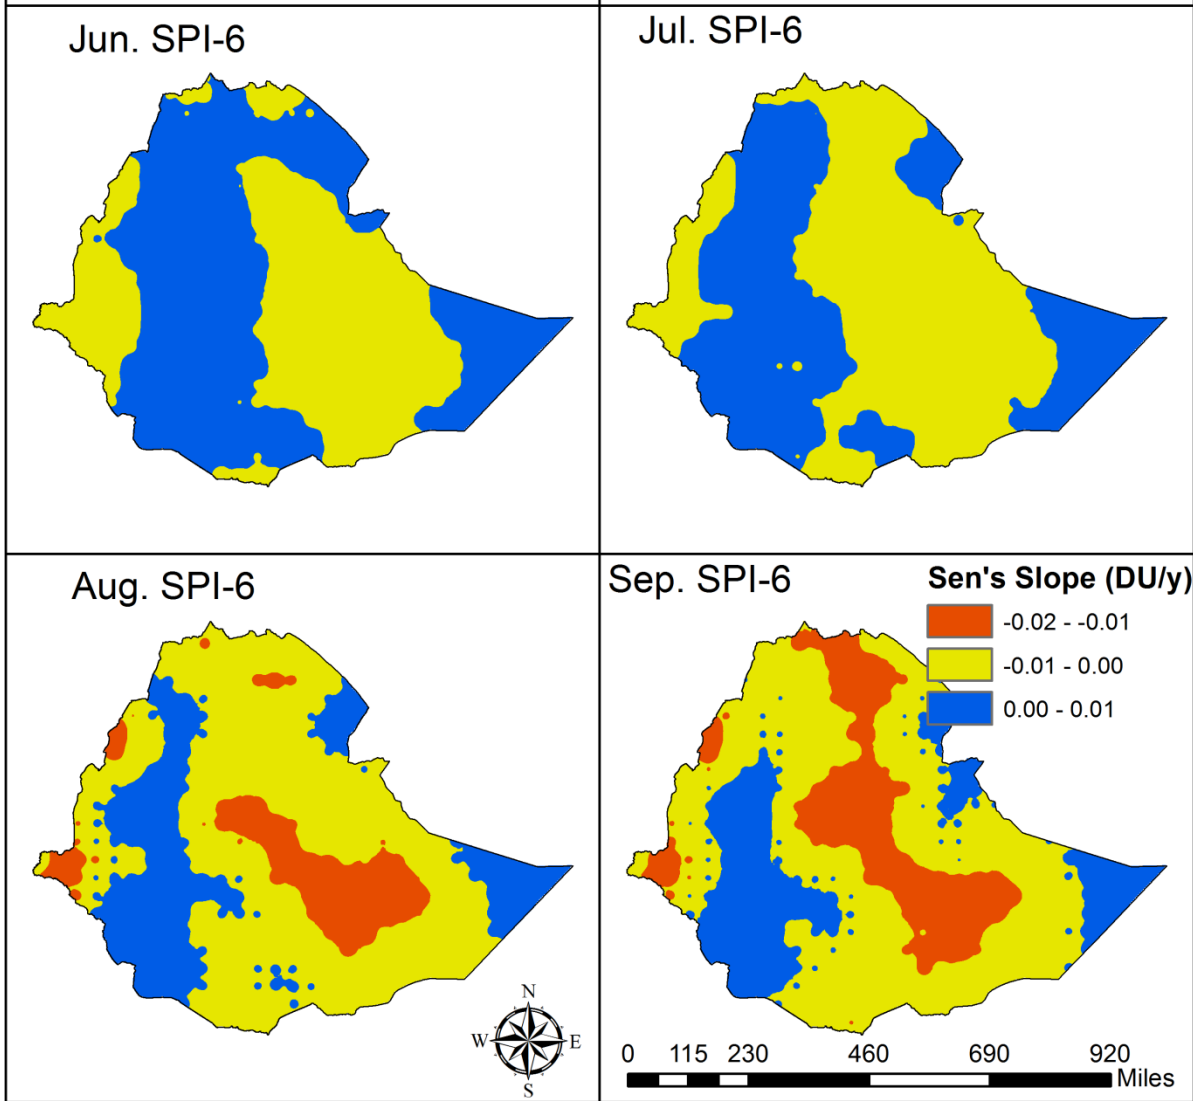 Jun. SPI-6
Jul. SPI-6
Aug. SPI-6
Sep. SPI-6
Sen's Slope (DU/y)
-0.02 - -0.01
-0.01 - 0.00
0.00 - 0.01
N
W
E
S
0 115 230 460 690 920
Miles